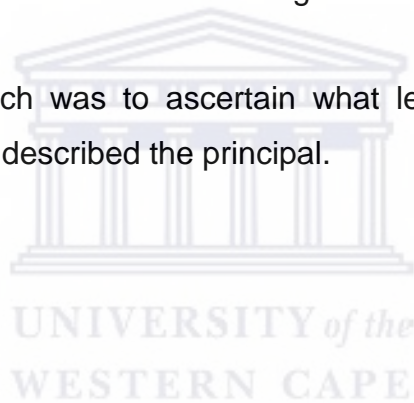 ch was to ascertain what le
described the principal.
UNIVERSITY of the
WESTERN CAPE